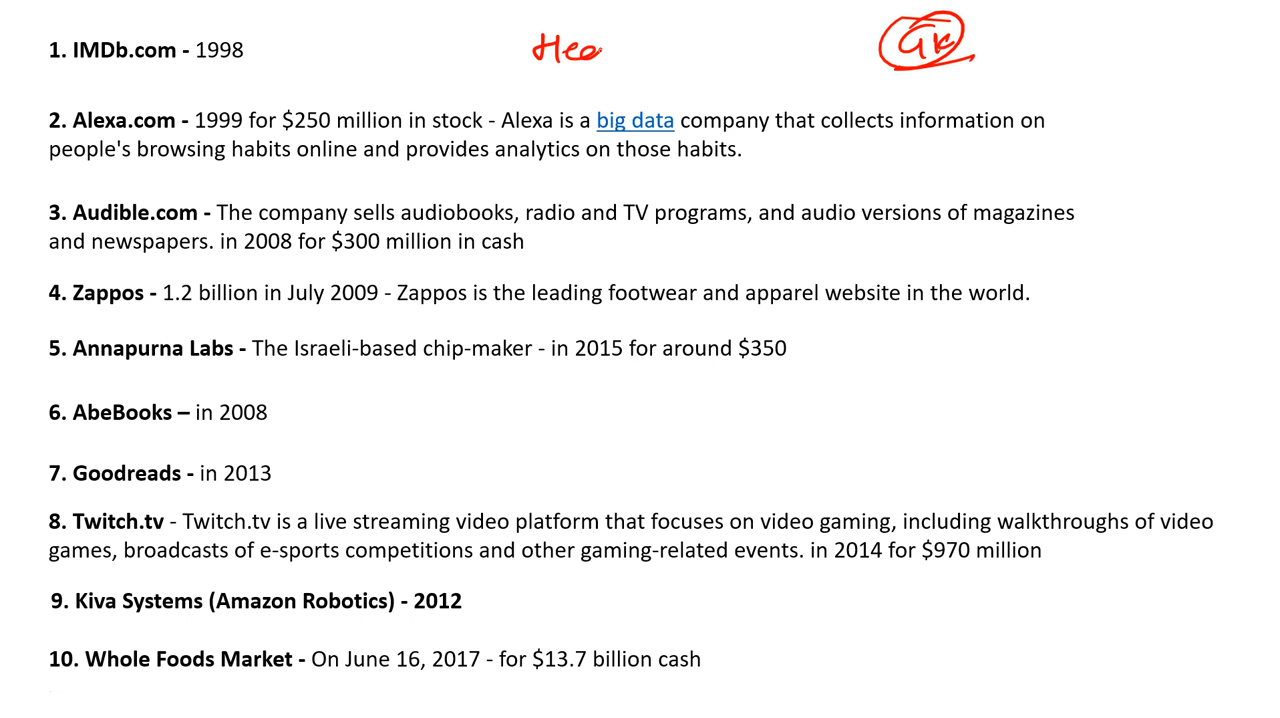 1. IMDb.com - 1998
Hea
GK
2. Alexa.com - 1999 for $250 million in stock - Alexa is a big data company that collects information on
people's browsing habits online and provides analytics on those habits.
3. Audible.com - The company sells audiobooks, radio and TV programs, and audio versions of magazines
and newspapers. in 2008 for $300 million in cash
4. Zappos - 1.2 billion in July 2009 - Zappos is the leading footwear and apparel website in the world.
5. Annapurna Labs - The Israeli-based chip-maker - in 2015 for around $350
6. AbeBooks – in 2008
7. Goodreads - in 2013
8. Twitch.tv - Twitch.tv is a live streaming video platform that focuses on video gaming, including walkthroughs of video
games, broadcasts of e-sports competitions and other gaming-related events. in 2014 for $970 million
9. Kiva Systems (Amazon Robotics) - 2012
10. Whole Foods Market - On June 16, 2017 - for $13.7 billion cash